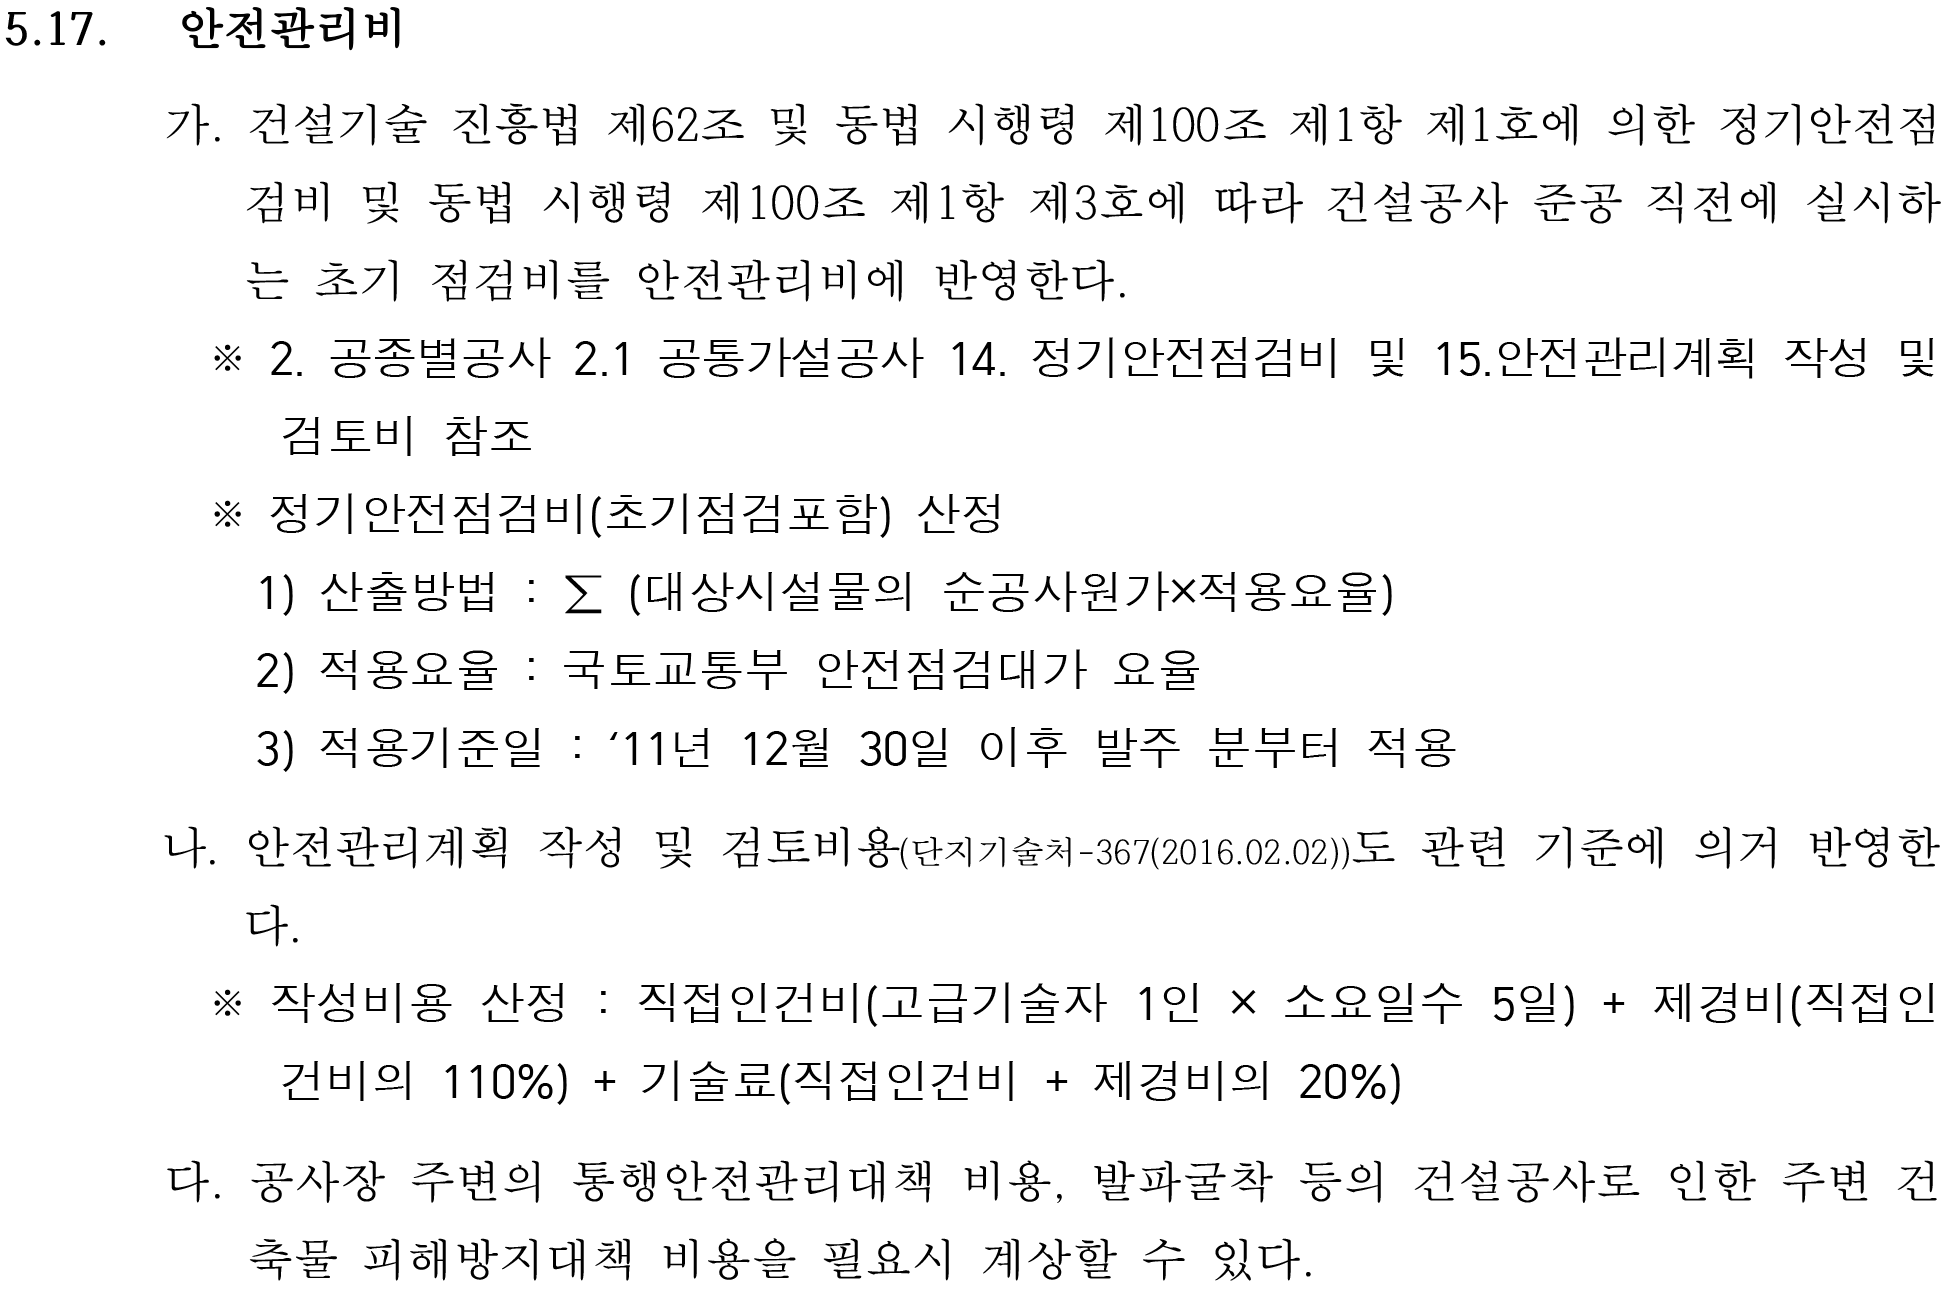 5.17. 안전관리비
가. 건설기술 진흥법 제62조 및 동법 시행령 제100조 제1항 제1호에 의한 정기안전점
검비 및 동법 시행령 제100조 제1항 제3호에 따라 건설공사 준공 직전에 실시하
는 초기 점검비를 안전관리비에 반영한다.
※ 2. 공종별공사 2.1 공통가설공사 14. 정기안전점검비 및 15.안전관리계획 작성 및
검토비 참조
※ 정기안전점검비(초기점검포함) 산정
1) 산출방법 : ∑ (대상시설물의 순공사원가×적용요율)
2) 적용요율 : 국토교통부 안전점검대가 요율
3) 적용기준일 : ‘11년 12월 30일 이후 발주 분부터 적용
나. 안전관리계획 작성 및 검토비용(단지기술처-367(2016.02.02))도 관련 기준에 의거 반영한
다.
※ 작성비용 산정 : 직접인건비(고급기술자 1인 × 소요일수 5일) + 제경비(직접인
건비의 110%) + 기술료(직접인건비 + 제경비의 20%)
다. 공사장 주변의 통행안전관리대책 비용, 발파굴착 등의 건설공사로 인한 주변 건
축물 피해방지대책 비용을 필요시 계상할 수 있다.